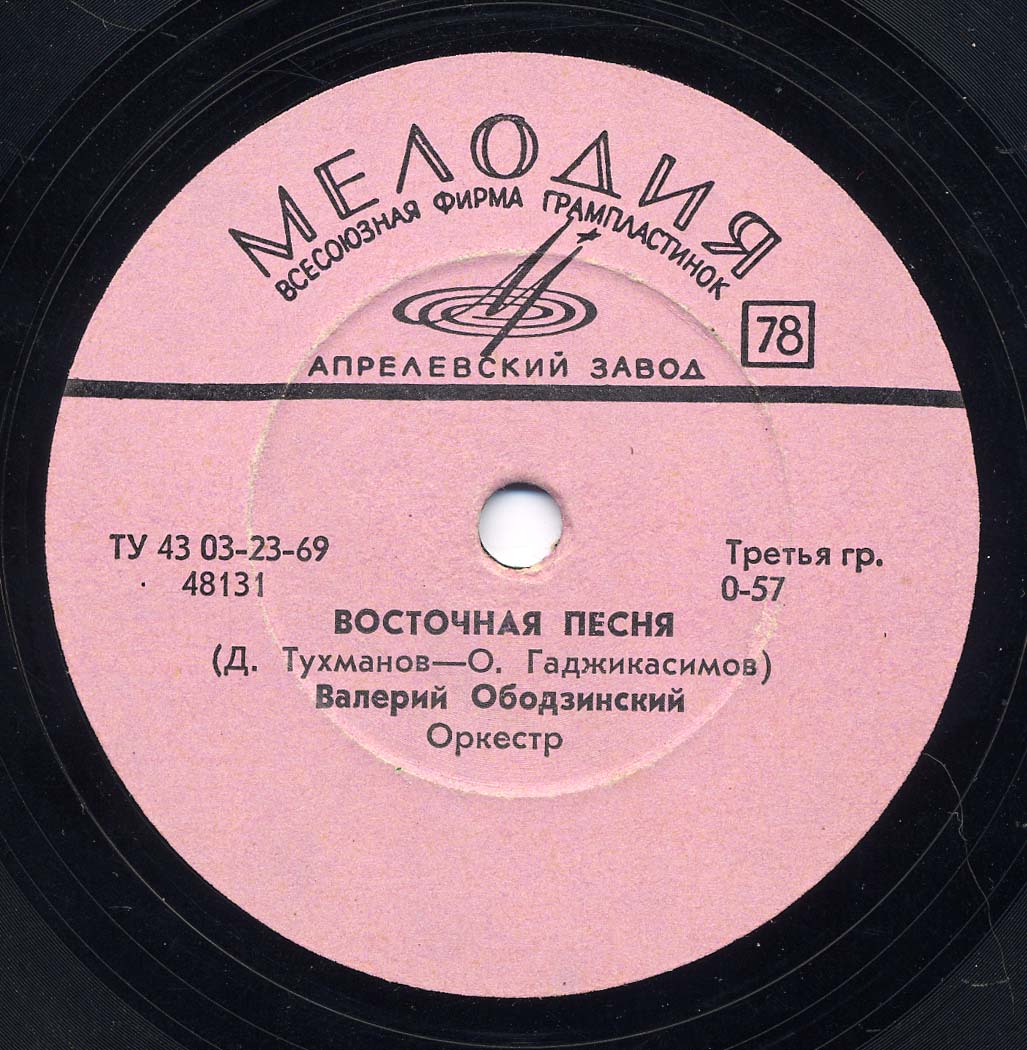 МЕЛОДИЯ
ВСЕСОЮЗНАЯ ФИРМА ГРАМПЛАСТИНОК
78
АПРЕЛЕВСКИЙ ЗАВОД
ТУ 43 03-23-69
48131
Третья гр.
0-57
ВОСТОЧНАЯ ПЕСНЯ
(Д. Тухманов—О. Гаджикасимов)
Валерий Ободзинский
Оркестр